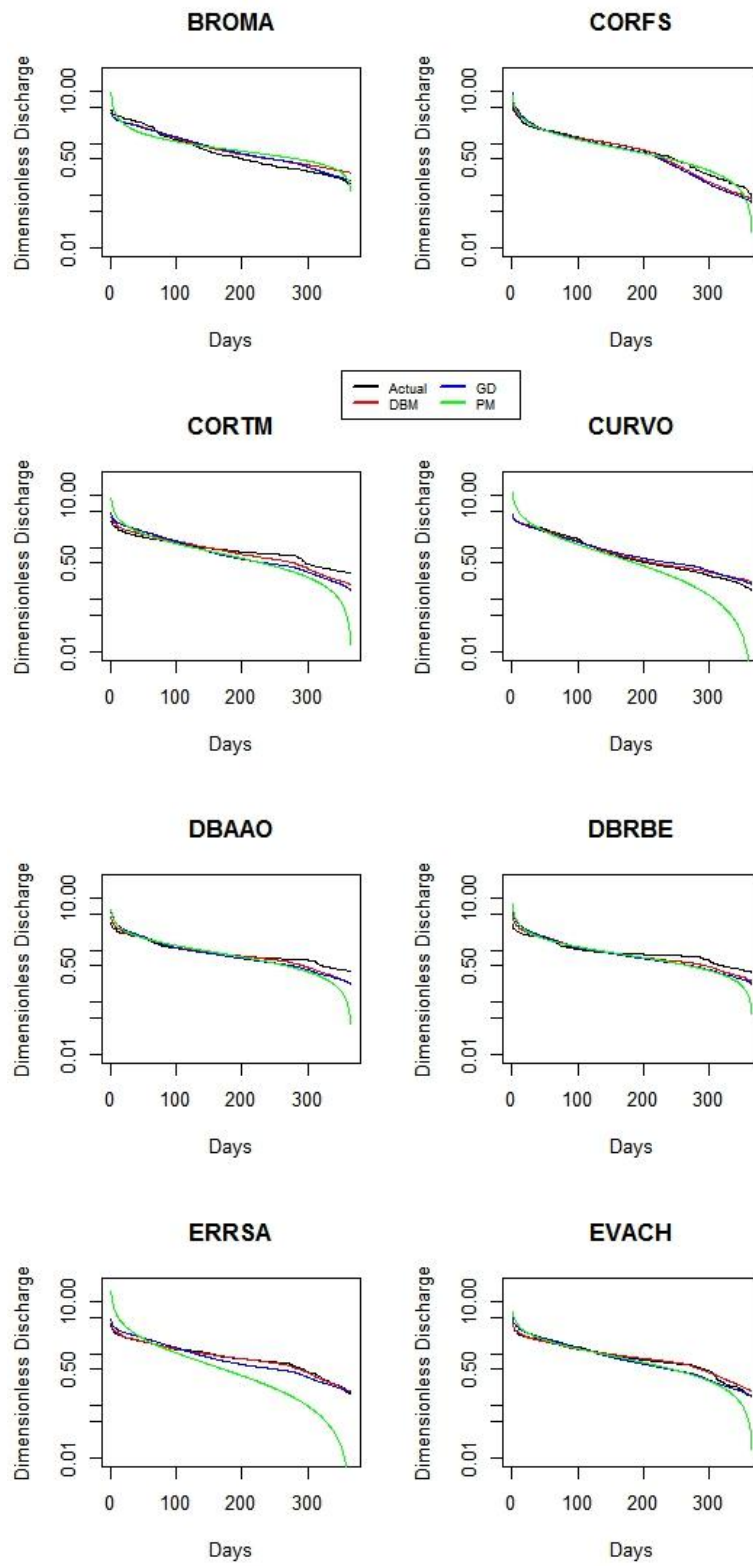 BROMA
CORFS
Dimensionless Discharge
10.00
0.50
0.01
0 100 200 300
Days
Dimensionless Discharge
10.00
0.50
0.01
0 100 200 300
Days
Actual GD
DBM PM
CORTM
CURVO
Dimensionless Discharge
10.00
0.50
0.01
0 100 200 300
Days
Dimensionless Discharge
10.00
0.50
0.01
0 100 200 300
Days
DBAAO
DBRBE
Dimensionless Discharge
10.00
0.50
0.01
0 100 200 300
Days
Dimensionless Discharge
10.00
0.50
0.01
0 100 200 300
Days
ERRSA
EVACH
Dimensionless Discharge
10.00
0.50
0.01
0 100 200 300
Days
Dimensionless Discharge
10.00
0.50
0.01
0 100 200 300
Days